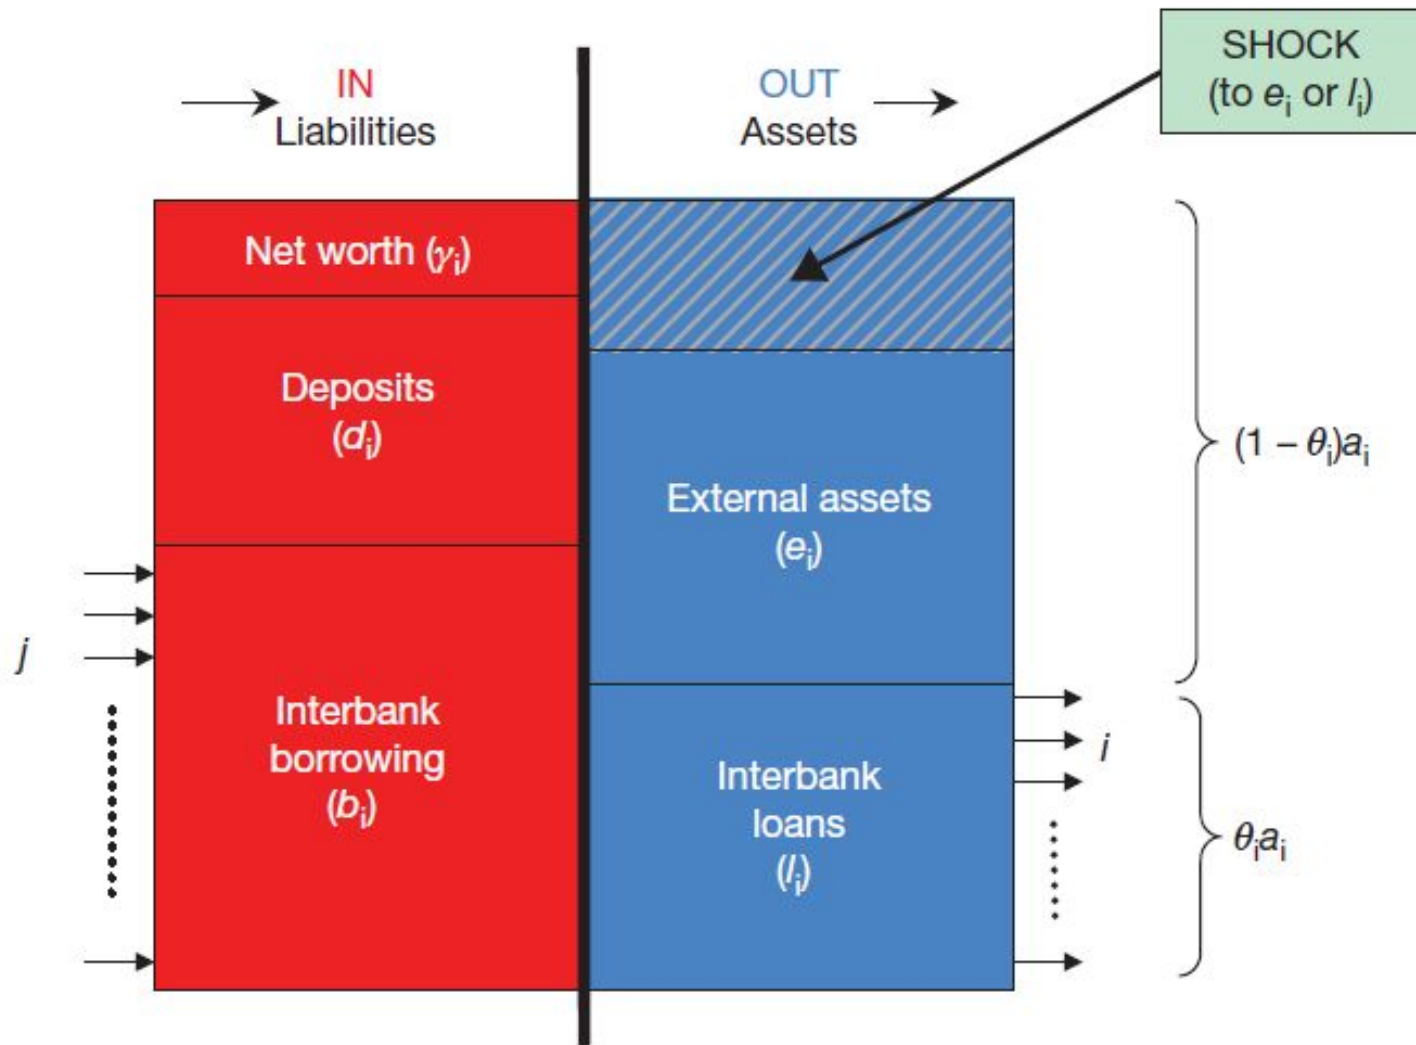 SHOCK
(to eᵢ or lᵢ)
IN
Liabilities
OUT
Assets
Net worth (γᵢ)
Deposits
(dᵢ)
Interbank
borrowing
(bᵢ)
External assets
(eᵢ)
Interbank
loans
(lᵢ)
j
i
(1 – θᵢ)aᵢ
θᵢaᵢ